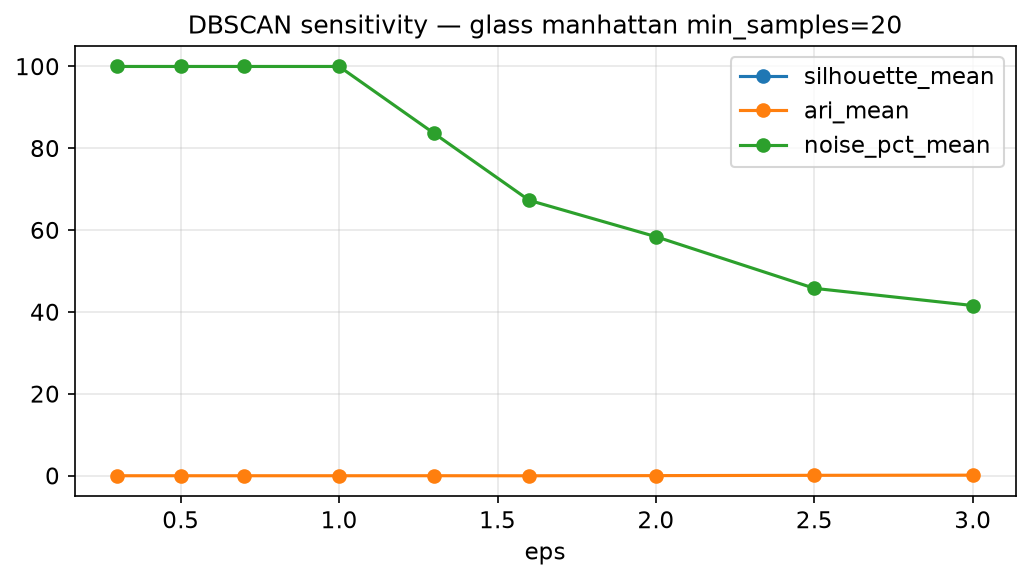 DBSCAN sensitivity — glass manhattan min_samples=20
100
80
60
40
20
0
silhouette_mean
ari_mean
noise_pct_mean
0.5 1.0 1.5 2.0 2.5 3.0
eps